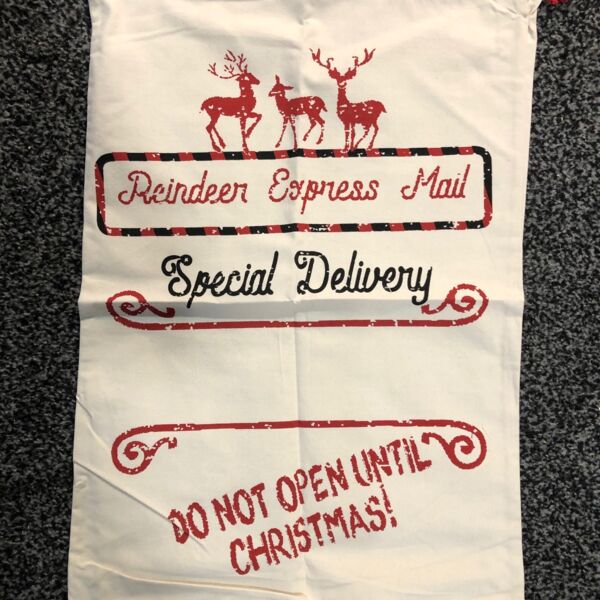 Reindeer Express Mail
Special Delivery
DO NOT OPEN UNTIL
CHRISTMAS!